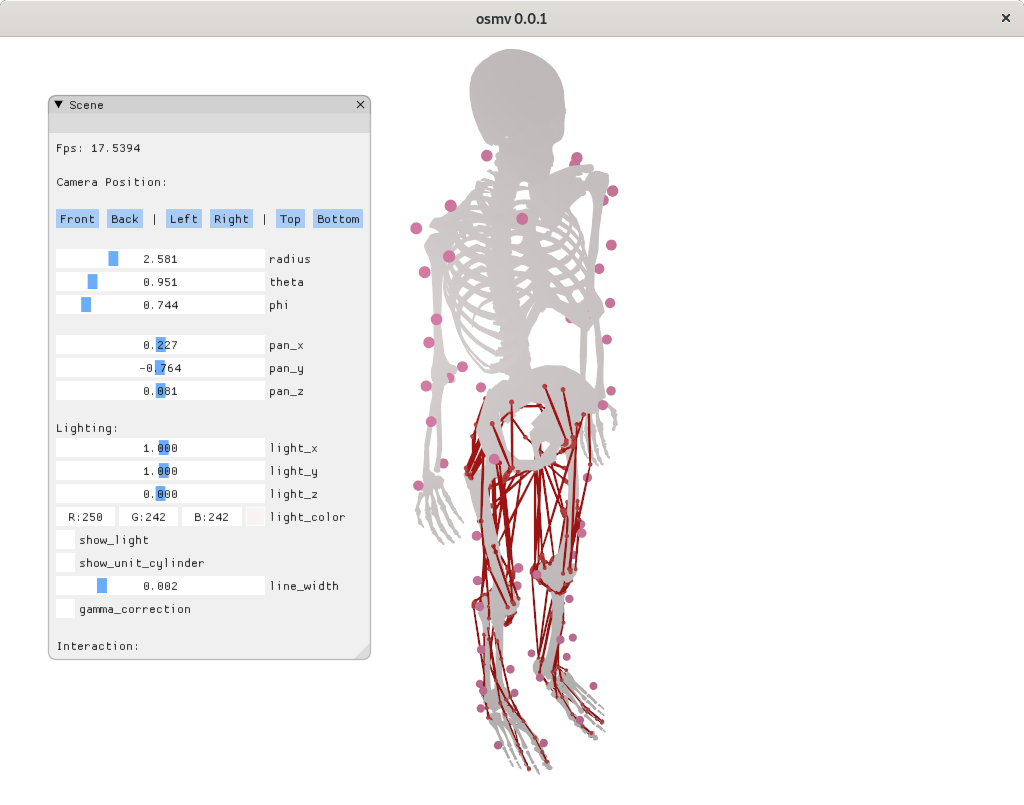 osmv 0.0.1
Scene
Fps: 17.5394
Camera Position:
Front Back | Left Right | Top Bottom
2.581 radius
0.951 theta
0.744 phi
0.227 pan_x
-0.764 pan_y
0.081 pan_z
Lighting:
1.000 light_x
1.000 light_y
0.000 light_z
R:250 G:242 B:242 light_color
show_light
show_unit_cylinder
0.002 line_width
gamma_correction
Interaction: